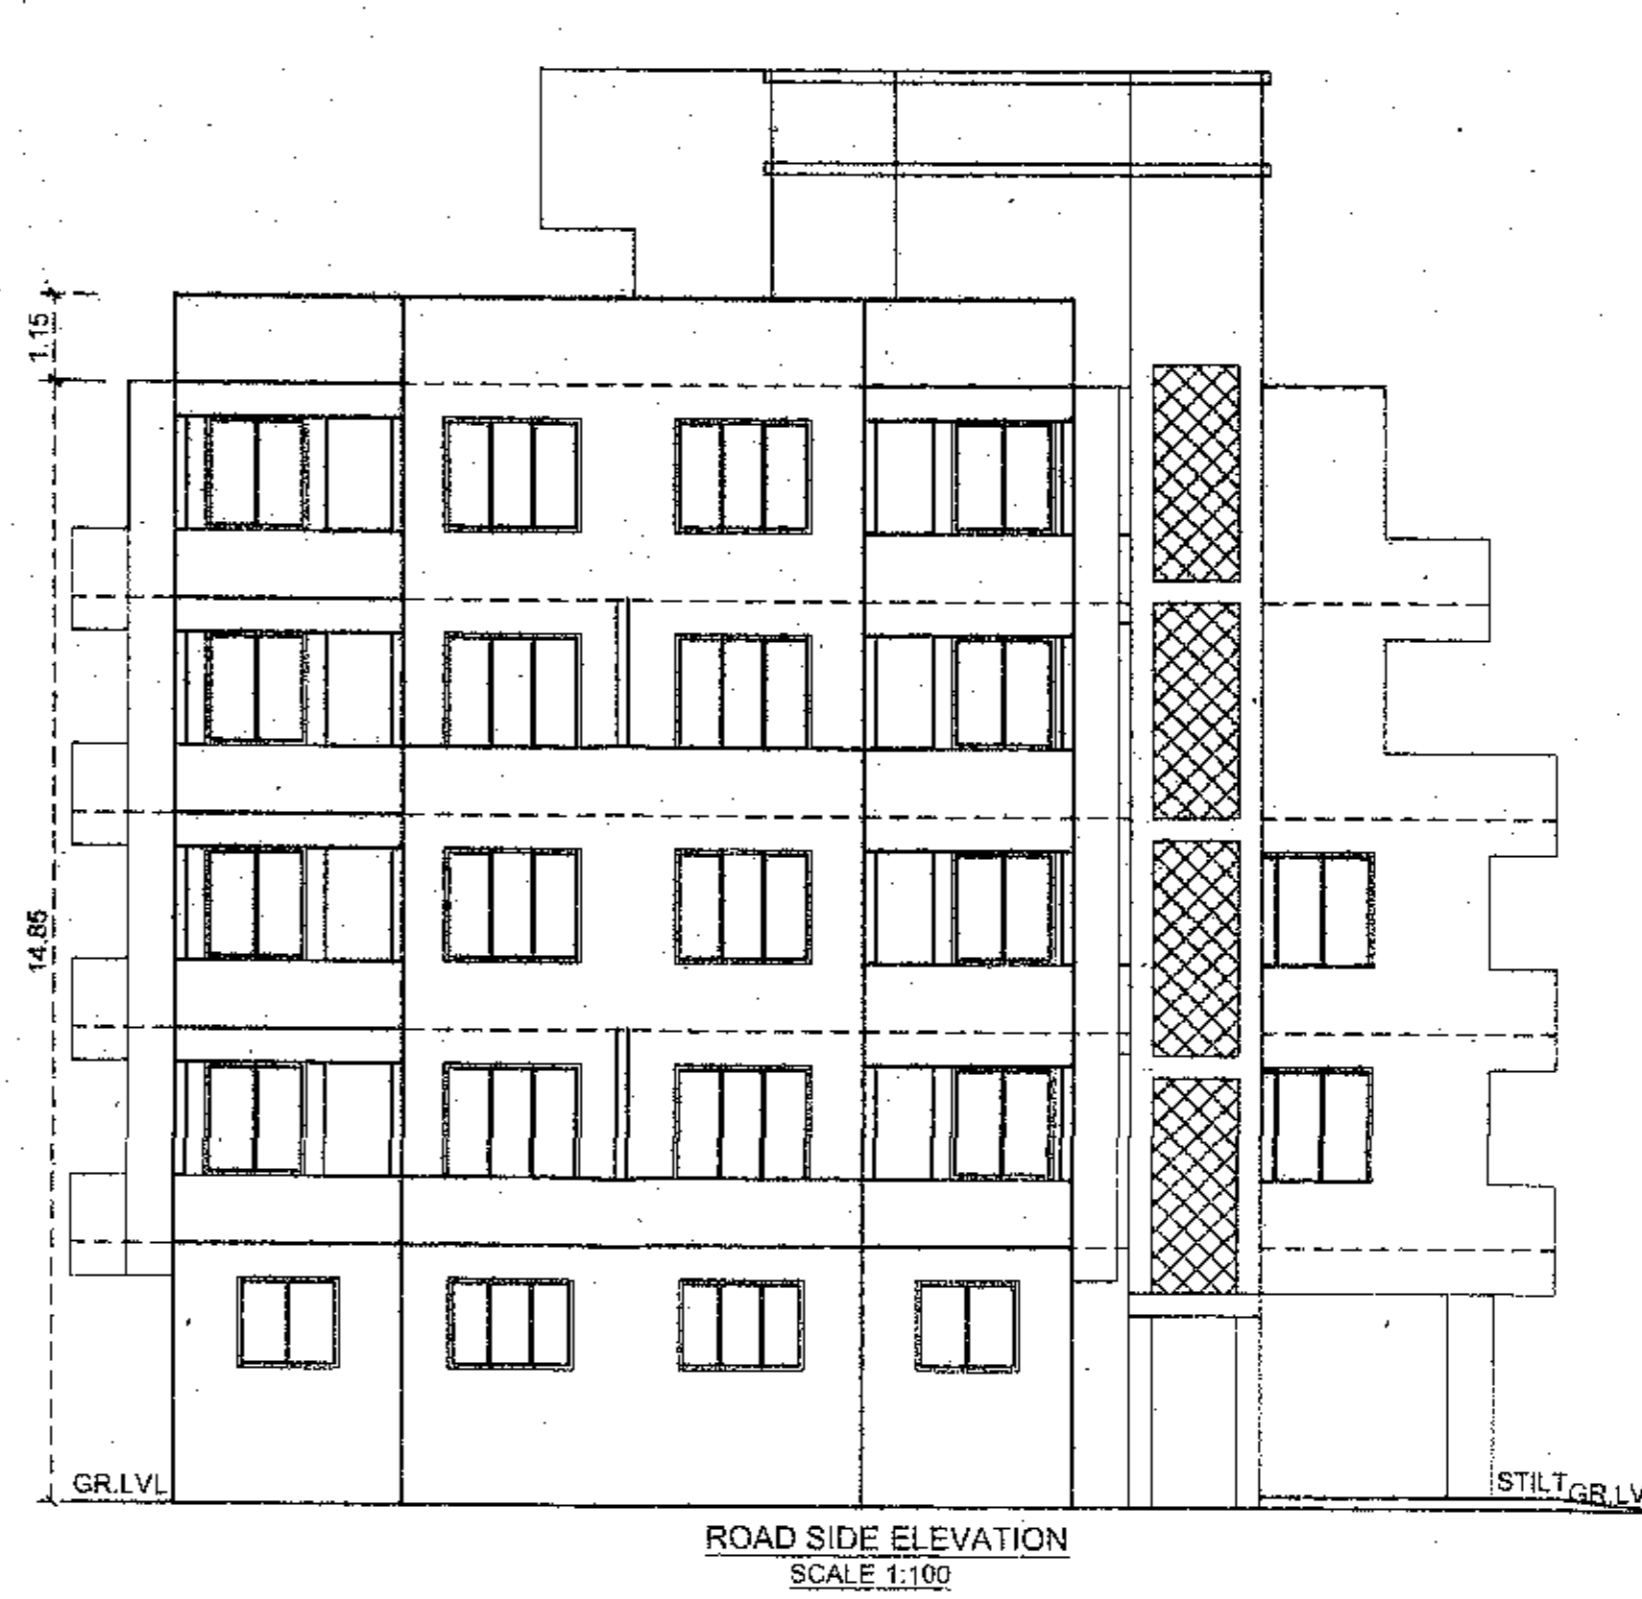 1.15
14.85
GR.LVL
STILT
GR.LV
ROAD SIDE ELEVATION
SCALE 1:100